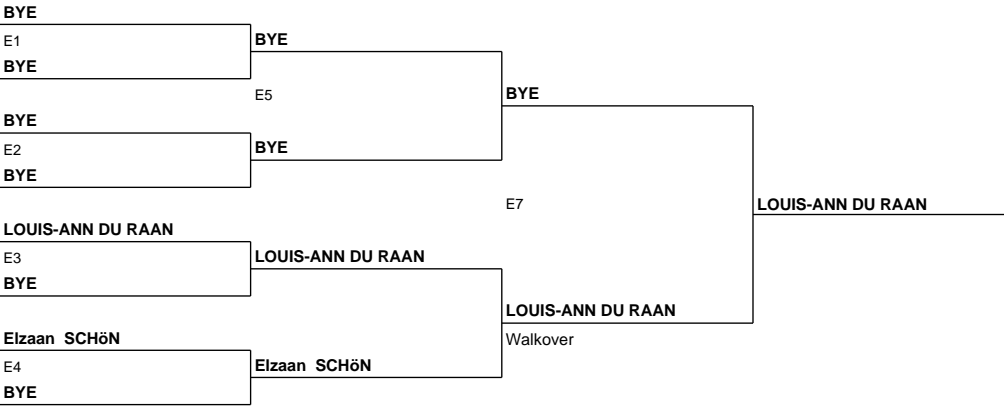 BYE
E1
BYE
BYE
E5
BYE
BYE
E2
BYE
BYE
E7
LOUIS-ANN DU RAAN
LOUIS-ANN DU RAAN
E3
LOUIS-ANN DU RAAN
BYE
LOUIS-ANN DU RAAN
Walkover
Elzaan SCHöN
E4
Elzaan SCHöN
BYE